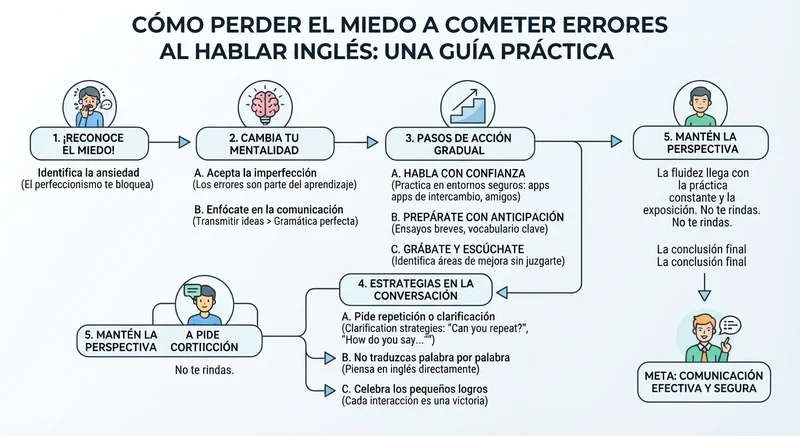 CÓMO PERDER EL MIEDO A COMETER ERRORES
AL HABLAR INGLÉS: UNA GUÍA PRÁCTICA
1. ¡RECONOCE
EL MIEDO!
Identifica la ansiedad
(El perfeccionismo te bloquea)
2. CAMBIA TU
MENTALIDAD
A. Acepta la imperfección
(Los errores son parte del aprendizaje)
B. Enfócate en la comunicación
(Transmitir ideas > Gramática perfecta)
3. PASOS DE ACCIÓN
GRADUAL
A. HABLA CON CONFIANZA
(Practica en entornos seguros: apps
apps de intercambio, amigos)
B. PREPÁRATE CON ANTICIPACIÓN
(Ensayos breves, vocabulario clave)
C. GRÁBATE Y ESCÚCHATE
(Identifica áreas de mejora sin juzgarte)
5. MANTÉN LA
PERSPECTIVA
La fluidez llega con
la práctica
constante y la
exposición. No te rindas.
No te rindas.
La conclusión final
La conclusión final
META: COMUNICACIÓN
EFECTIVA Y SEGURA
4. ESTRATEGIAS EN LA
CONVERSACIÓN
A. Pide repetición o clarificación
(Clarification strategies: “Can you repeat?”,
“How do you say...“”)
B. No traduzcas palabra por palabra
(Piensa en inglés directamente)
C. Celebra los pequeños logros
(Cada interacción es una victoria)
5. MANTÉN LA
PERSPECTIVA
A PIDE
CORTIICCIÓN
No te rindas.